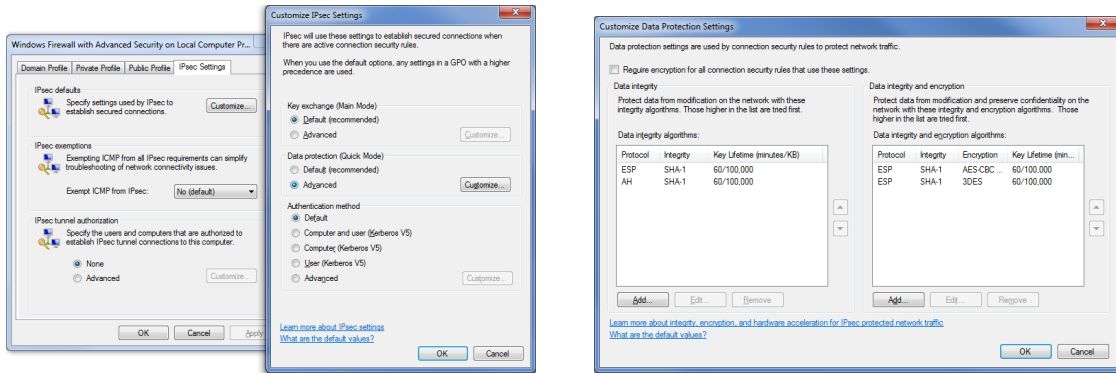 Windows Firewall with Advanced Security on Local Computer Pr...
Domain Profile Private Profile Public Profile IPsec Settings
IPsec defaults
Specify settings used by IPsec to
establish secured connections.
Customize...
IPsec exemptions
Exempting ICMP from all IPsec requirements can simplify
troubleshooting of network connectivity issues.
Exempt ICMP from IPsec: No (default)
IPsec tunnel authorization
Specify the users and computers that are authorized to
establish IPsec tunnel connections to this computer.
None
Advanced
Customize...
OK Cancel Apply
Customize IPsec Settings
IPsec will use these settings to establish secured connections when
there are active connection security rules.
When you use the default options, any settings in a GPO with a higher
precedence are used.
Key exchange (Main Mode)
Default (recommended)
Advanced Customize...
Data protection (Quick Mode)
Default (recommended)
Advanced Customize...
Authentication method
Default
Computer and user (Kerberos V5)
Computer (Kerberos V5)
User (Kerberos V5)
Advanced Customize...
Learn more about IPsec settings
What are the default values?
OK Cancel
Customize Data Protection Settings
Data protection settings are used by connection security rules to protect network traffic.
Require encryption for all connection security rules that use these settings.
Data integrity
Protect data from modification on the network with these
integrity algorithms. Those higher in the list are tried first.
Data integrity algorithms:
Protocol Integrity Key Lifetime (minutes/KB)
ESP SHA-1 60/100,000
AH SHA-1 60/100,000
Add... Edit... Remove
Data integrity and encryption
Protect data from modification and preserve confidentiality on the
network with these integrity and encryption algorithms. Those
higher in the list are tried first.
Data integrity and encryption algorithms:
Protocol Integrity Encryption Key Lifetime (min...
ESP SHA-1 AES-CBC ... 60/100,000
ESP SHA-1 3DES 60/100,000
Add... Edit... Remove
Learn more about integrity, encryption, and hardware acceleration for IPsec protected network traffic
What are the default values?
OK Cancel